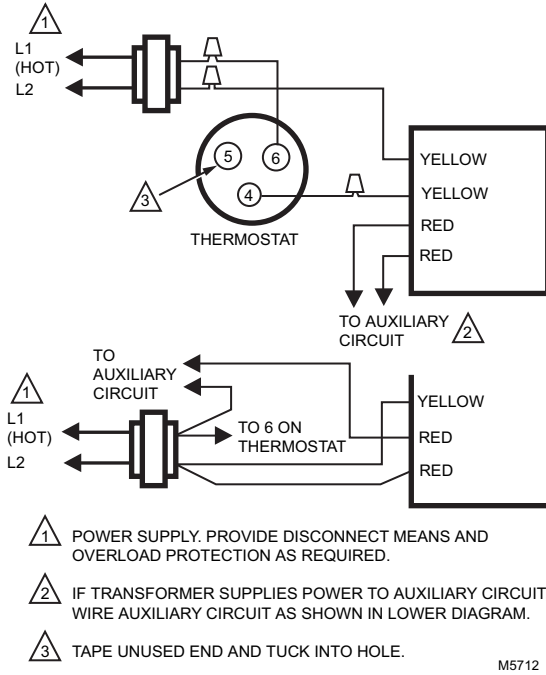 1
L1
(HOT)
L2
5
6
4
3
THERMOSTAT
YELLOW
YELLOW
RED
RED
TO AUXILIARY
CIRCUIT
2
TO
AUXILIARY
CIRCUIT
1
L1
(HOT)
L2
TO 6 ON
THERMOSTAT
YELLOW
RED
RED
1 POWER SUPPLY. PROVIDE DISCONNECT MEANS AND
OVERLOAD PROTECTION AS REQUIRED.
2 IF TRANSFORMER SUPPLIES POWER TO AUXILIARY CIRCUIT
WIRE AUXILIARY CIRCUIT AS SHOWN IN LOWER DIAGRAM.
3 TAPE UNUSED END AND TUCK INTO HOLE.
M5712